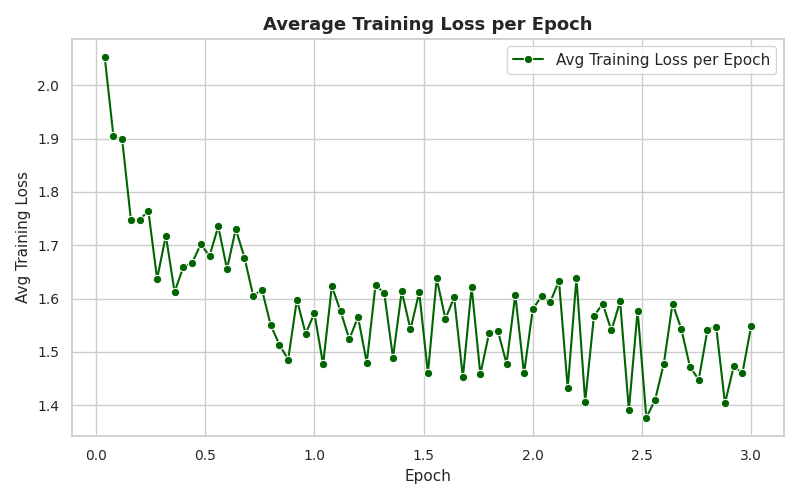 Average Training Loss per Epoch
Avg Training Loss per Epoch
Avg Training Loss
2.0
1.9
1.8
1.7
1.6
1.5
1.4
0.0 0.5 1.0 1.5 2.0 2.5 3.0
Epoch